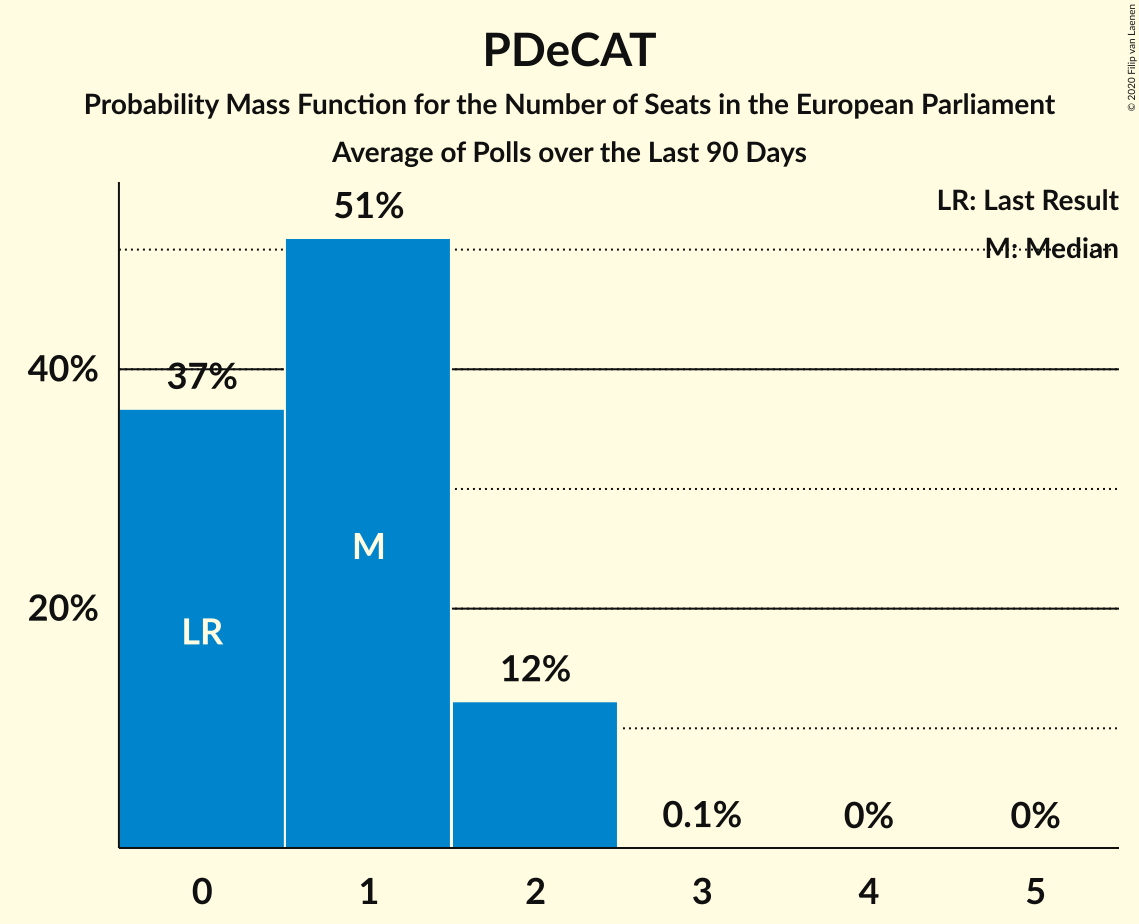 PDeCAT
Probability Mass Function for the Number of Seats in the European Parliament
Average of Polls over the Last 90 Days
© 2020 Filip van Laenen
LR: Last Result
M: Median
51%
40%
37%
M
20%
LR
12%
0.1%
0%
0%
0 1 2 3 4 5